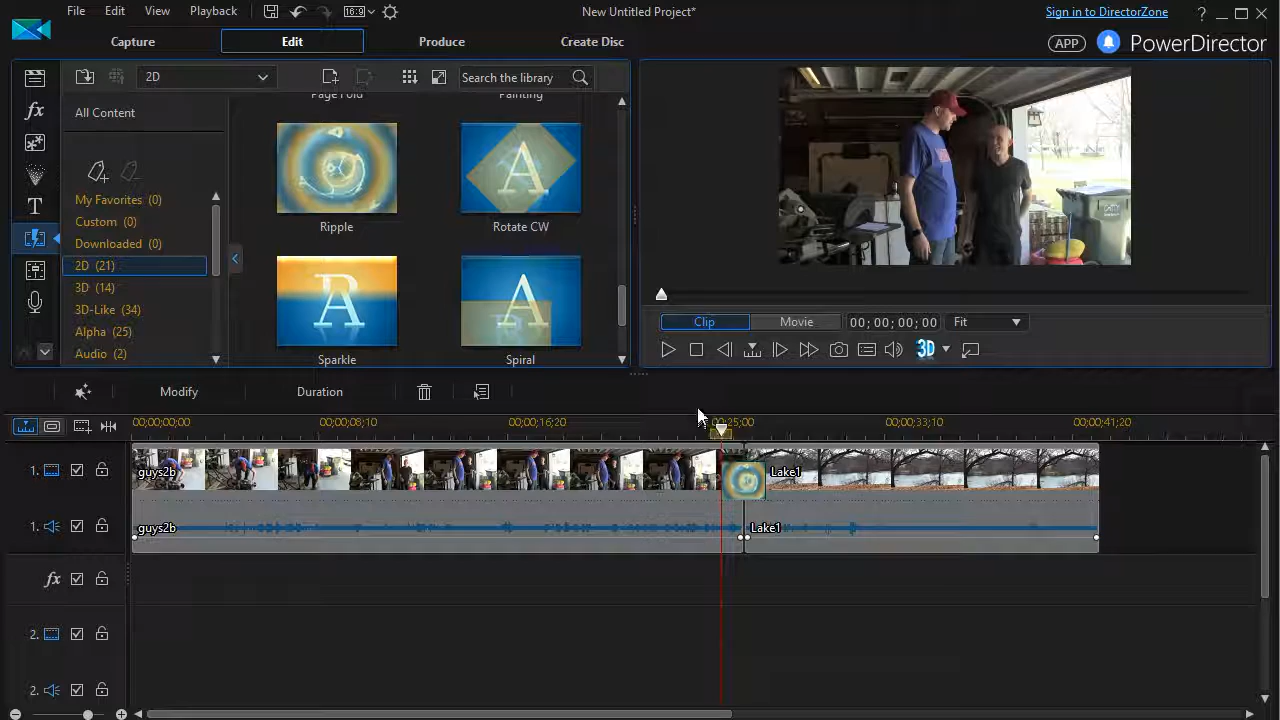 File Edit View Playback 16:9 New Untitled Project* Sign in to DirectorZone ?
Capture Edit Produce Create Disc APP PowerDirector
2D Search the library
Page Fold Painting
All Content
My Favorites (0)
Custom (0)
Downloaded (0)
2D (21)
3D (14)
3D-Like (34)
Alpha (25)
Audio (2)
Ripple Rotate CW
Sparkle Spiral
Clip Movie 00; 00; 00; 00 Fit
3D
Modify Duration
00;00;00;00 00;00;08;10 00;00;16;20 00;25;00 00;00;33;10 00;00;41;20
1. guys2b Lake1
1. guys2b Lake1
fx
2.
2.